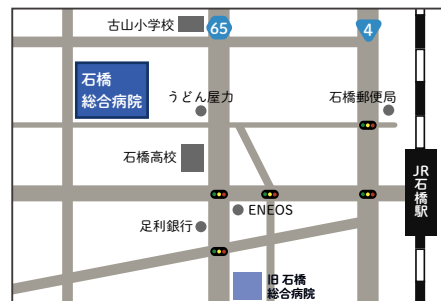 古山小学校
65
4
石橋
総合病院
うどん屋力
石橋郵便局
石橋高校
JR
石橋駅
ENEOS
足利銀行
旧 石橋
総合病院